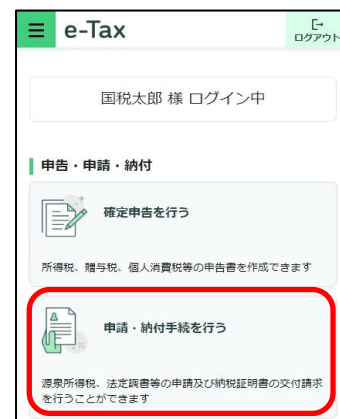 e-Tax
ログアウト
国税太郎 様 ログイン中
申告・申請・納付
確定申告を行う
所得税、贈与税、個人消費税等の申告書を作成できます
申請・納付手続を行う
源泉所得税、法定調書等の申請及び納税証明書の交付請求
を行うことができます